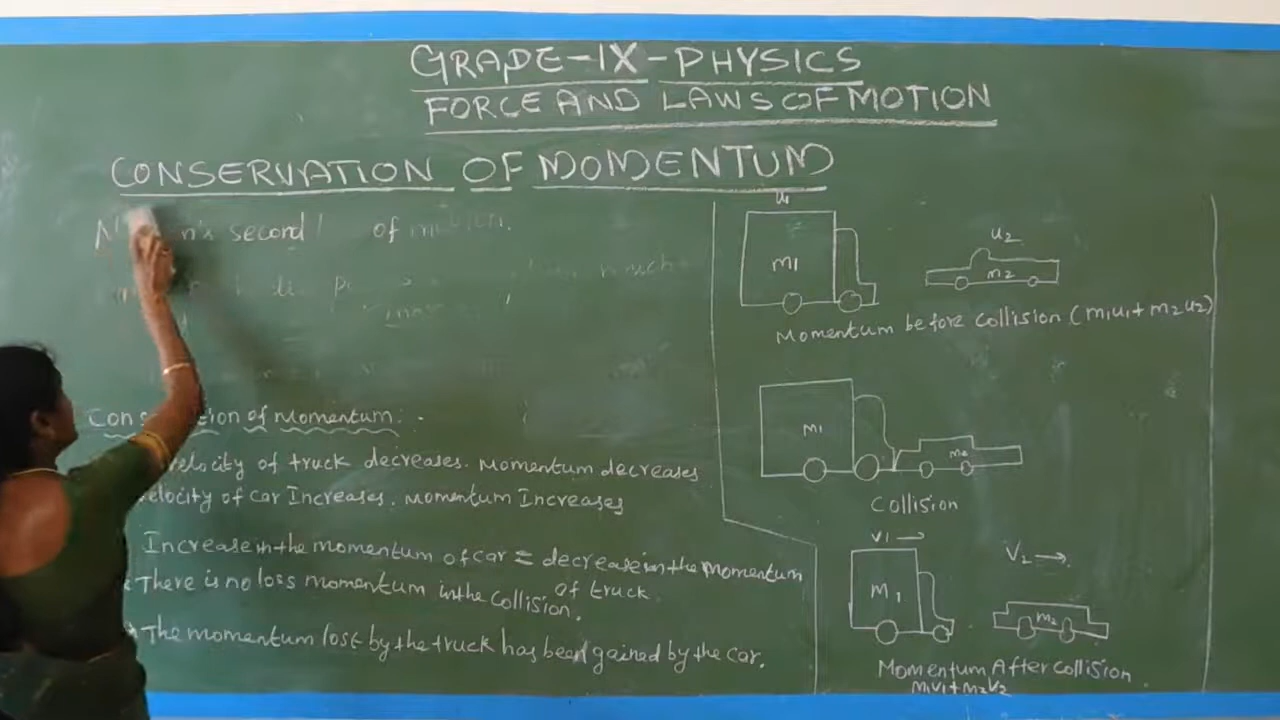 GRADE-IX-PHYSICS
FORCE AND LAWS OF MOTION
CONSERVATION OF MOMENTUM
second of
Conservation of Momentum:-
velocity of truck decreases. Momentum decreases
velocity of car Increases. Momentum Increases
Increase in the momentum of car = decrease in the momentum
of truck.
There is no loss momentum in the collision.
The momentum lost by the truck has been gained by the car.
u1
m1
u2
m2
Momentum before collision (m1u1+m2u2)
m1
m2
Collision
V1 →
M1
V2 →
m2
Momentum After collision
m1v1+m2v2